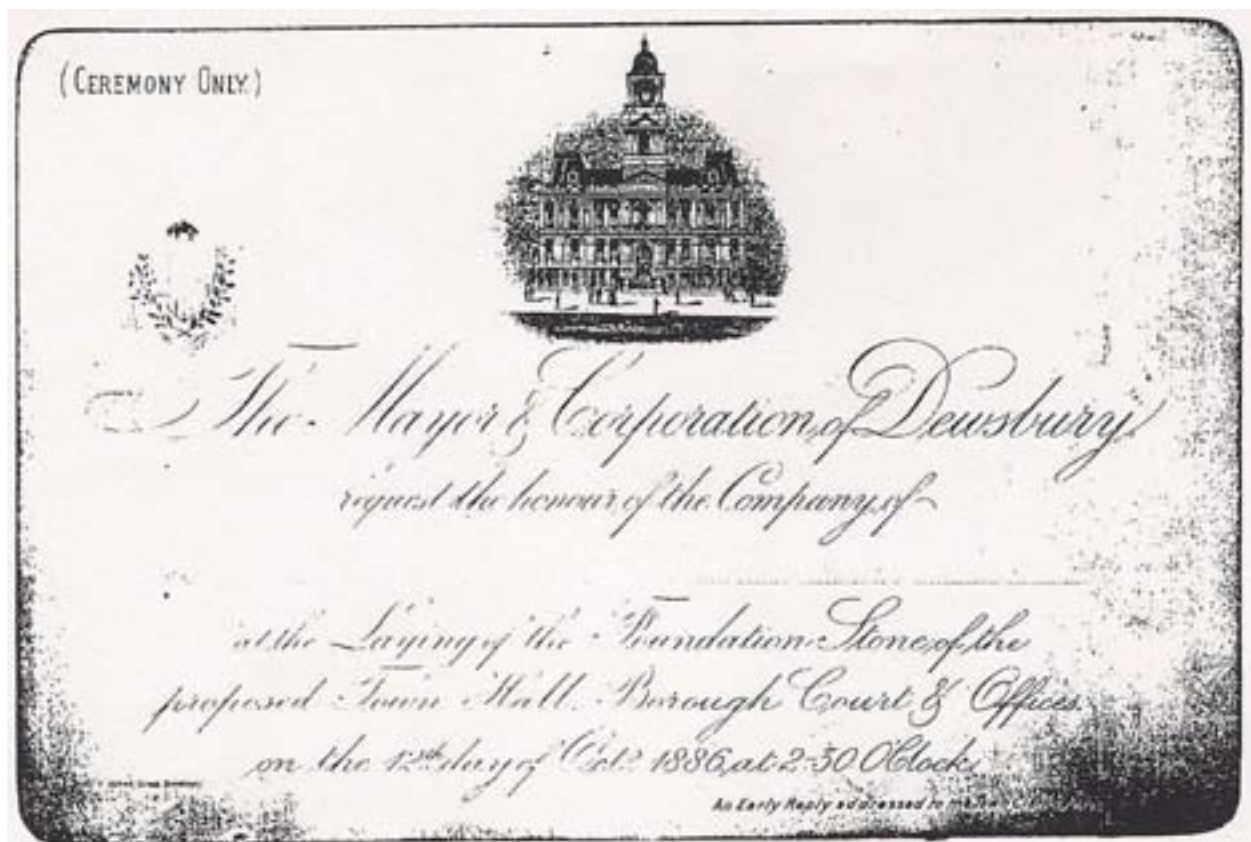 (CEREMONY ONLY.)
The Mayor & Corporation of Dewsbury
request the honour of the Company of
at the Laying of the Foundation Stone of the
proposed Town Hall, Borough Court & Offices
on the 12th day of Octr. 1886, at 2-30 O'Clock.
An Early Reply addressed to